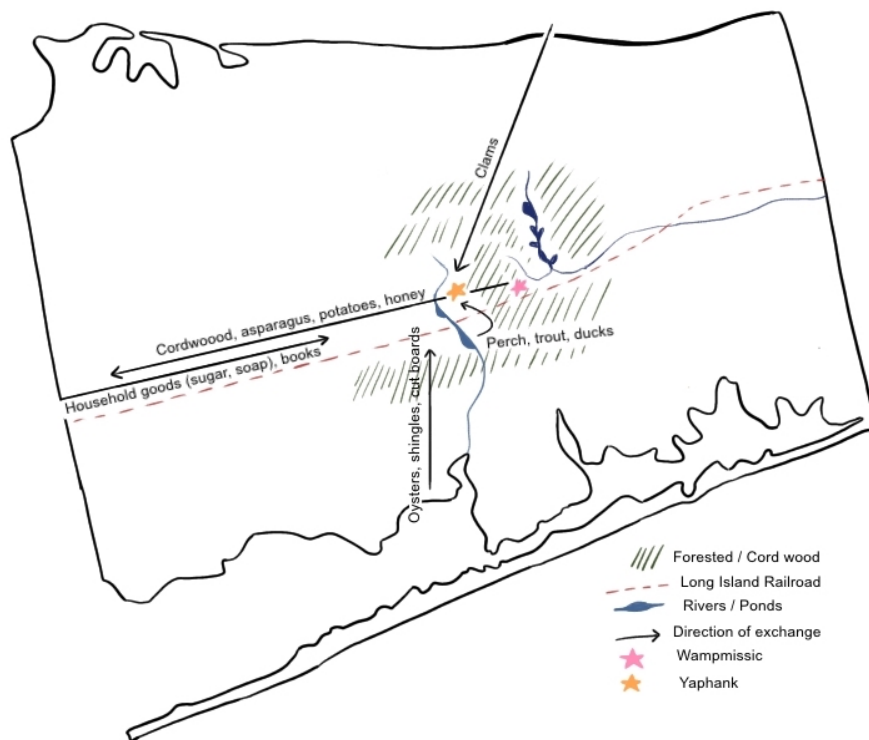 Clams
Cordwoood, asparagus, potatoes, honey
Household goods (sugar, soap), books
Perch, trout, ducks
Oysters, shingles, cut boards
Forested / Cord wood
Long Island Railroad
Rivers / Ponds
Direction of exchange
Wampmissic
Yaphank